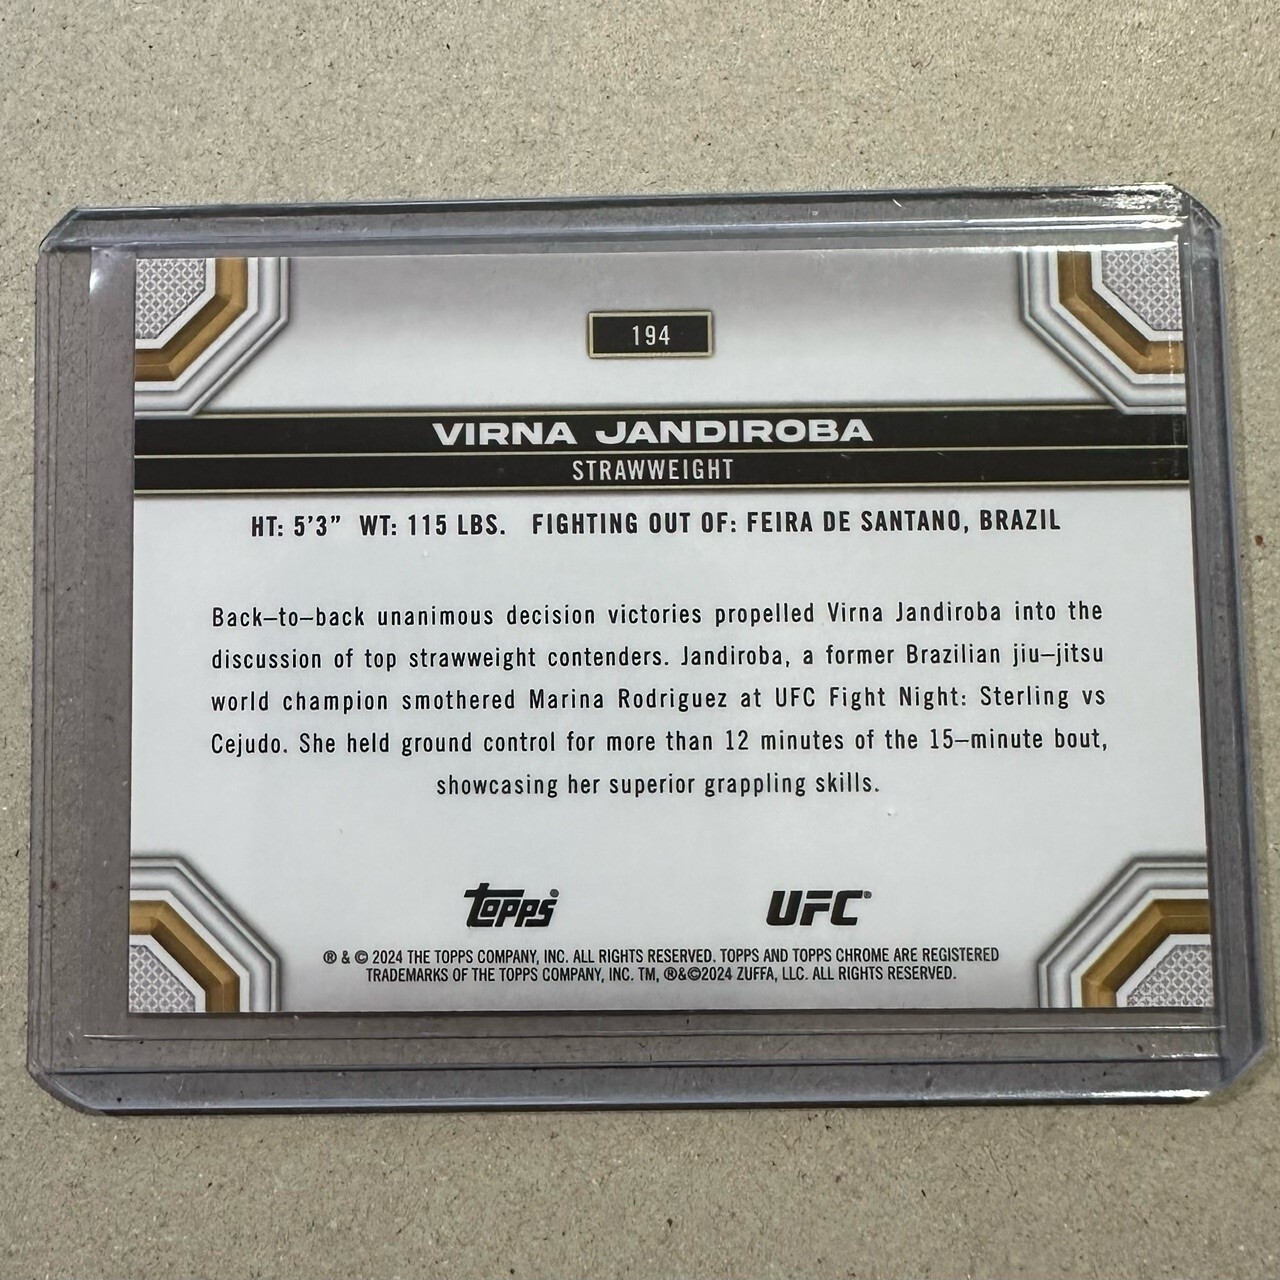 194
VIRNA JANDIROBA
STRAWWEIGHT
HT: 5'3" WT: 115 LBS. FIGHTING OUT OF: FEIRA DE SANTANO, BRAZIL
Back–to–back unanimous decision victories propelled Virna Jandiroba into the
discussion of top strawweight contenders. Jandiroba, a former Brazilian jiu–jitsu
world champion smothered Marina Rodriguez at UFC Fight Night: Sterling vs
Cejudo. She held ground control for more than 12 minutes of the 15–minute bout,
showcasing her superior grappling skills.
Topps® UFC®
® & © 2024 THE TOPPS COMPANY, INC. ALL RIGHTS RESERVED. TOPPS AND TOPPS CHROME ARE REGISTERED
TRADEMARKS OF THE TOPPS COMPANY, INC. TM, ®&©2024 ZUFFA, LLC. ALL RIGHTS RESERVED.